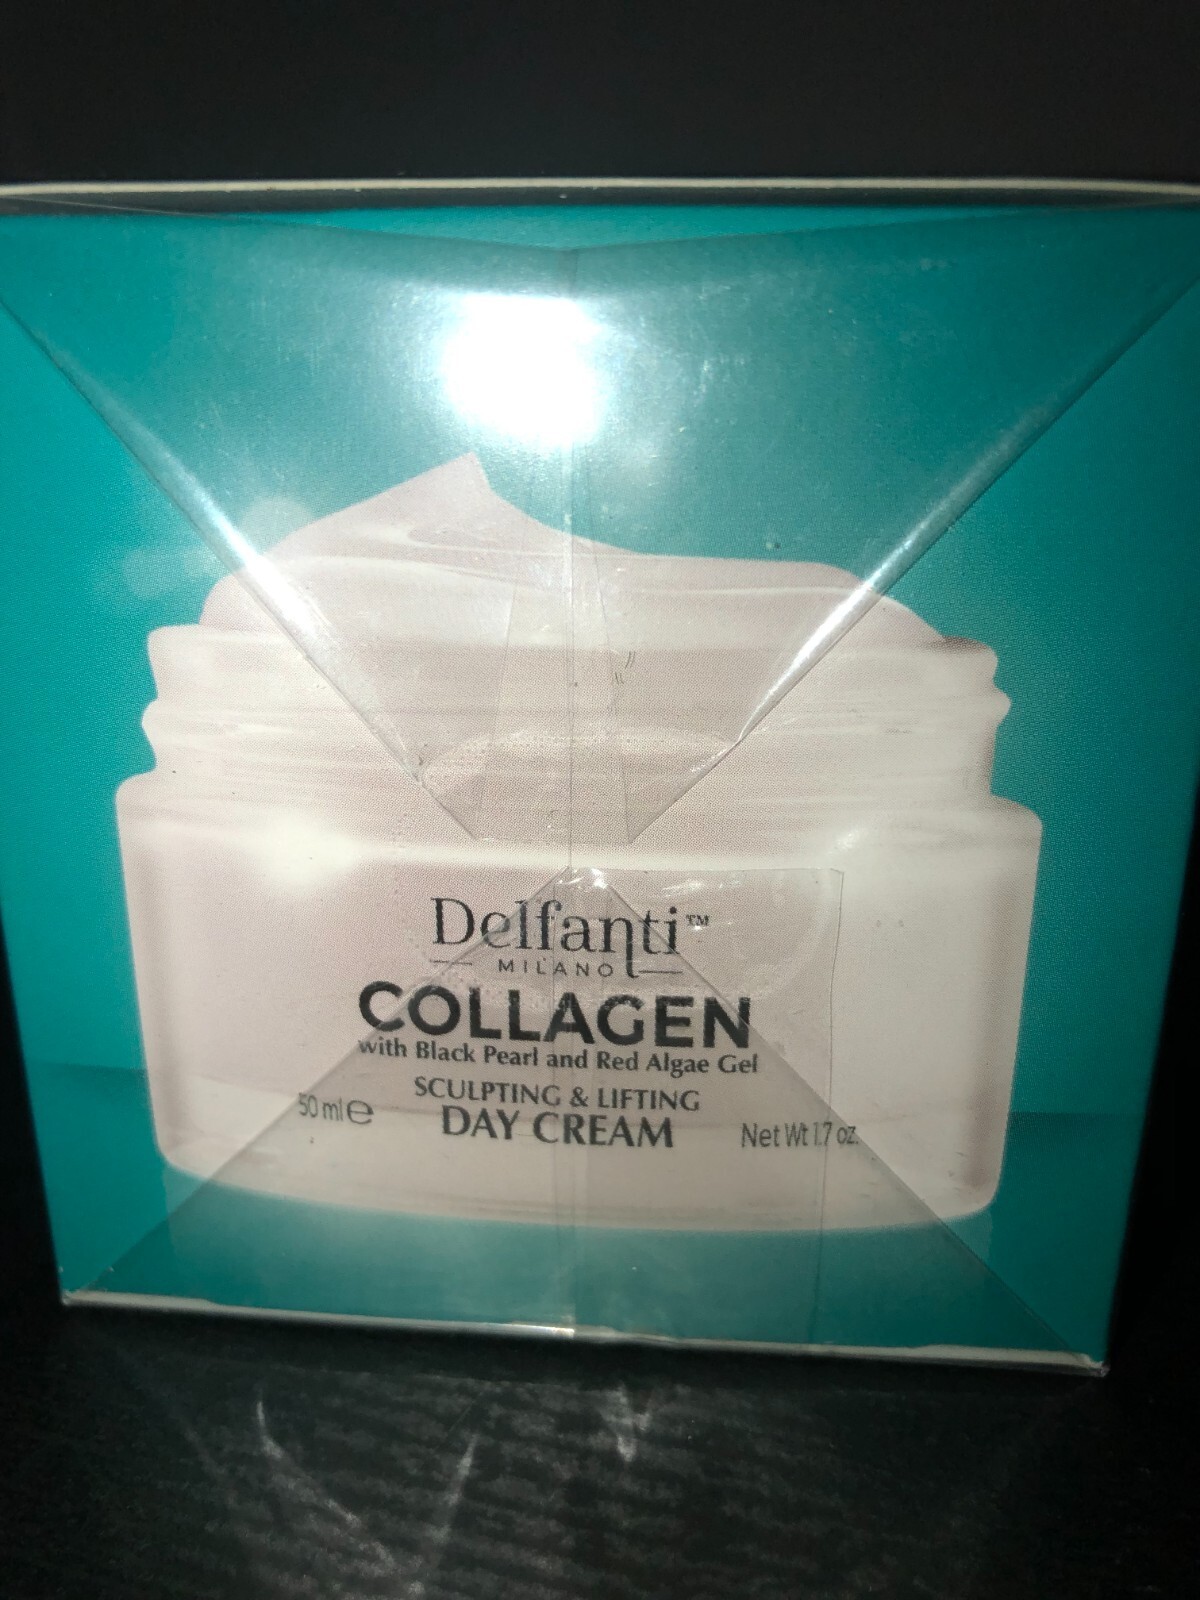 Delfanti™
MILANO
COLLAGEN
with Black Pearl and Red Algae Gel
SCULPTING & LIFTING
DAY CREAM
50 ml ℮
Net Wt 1.7 oz.